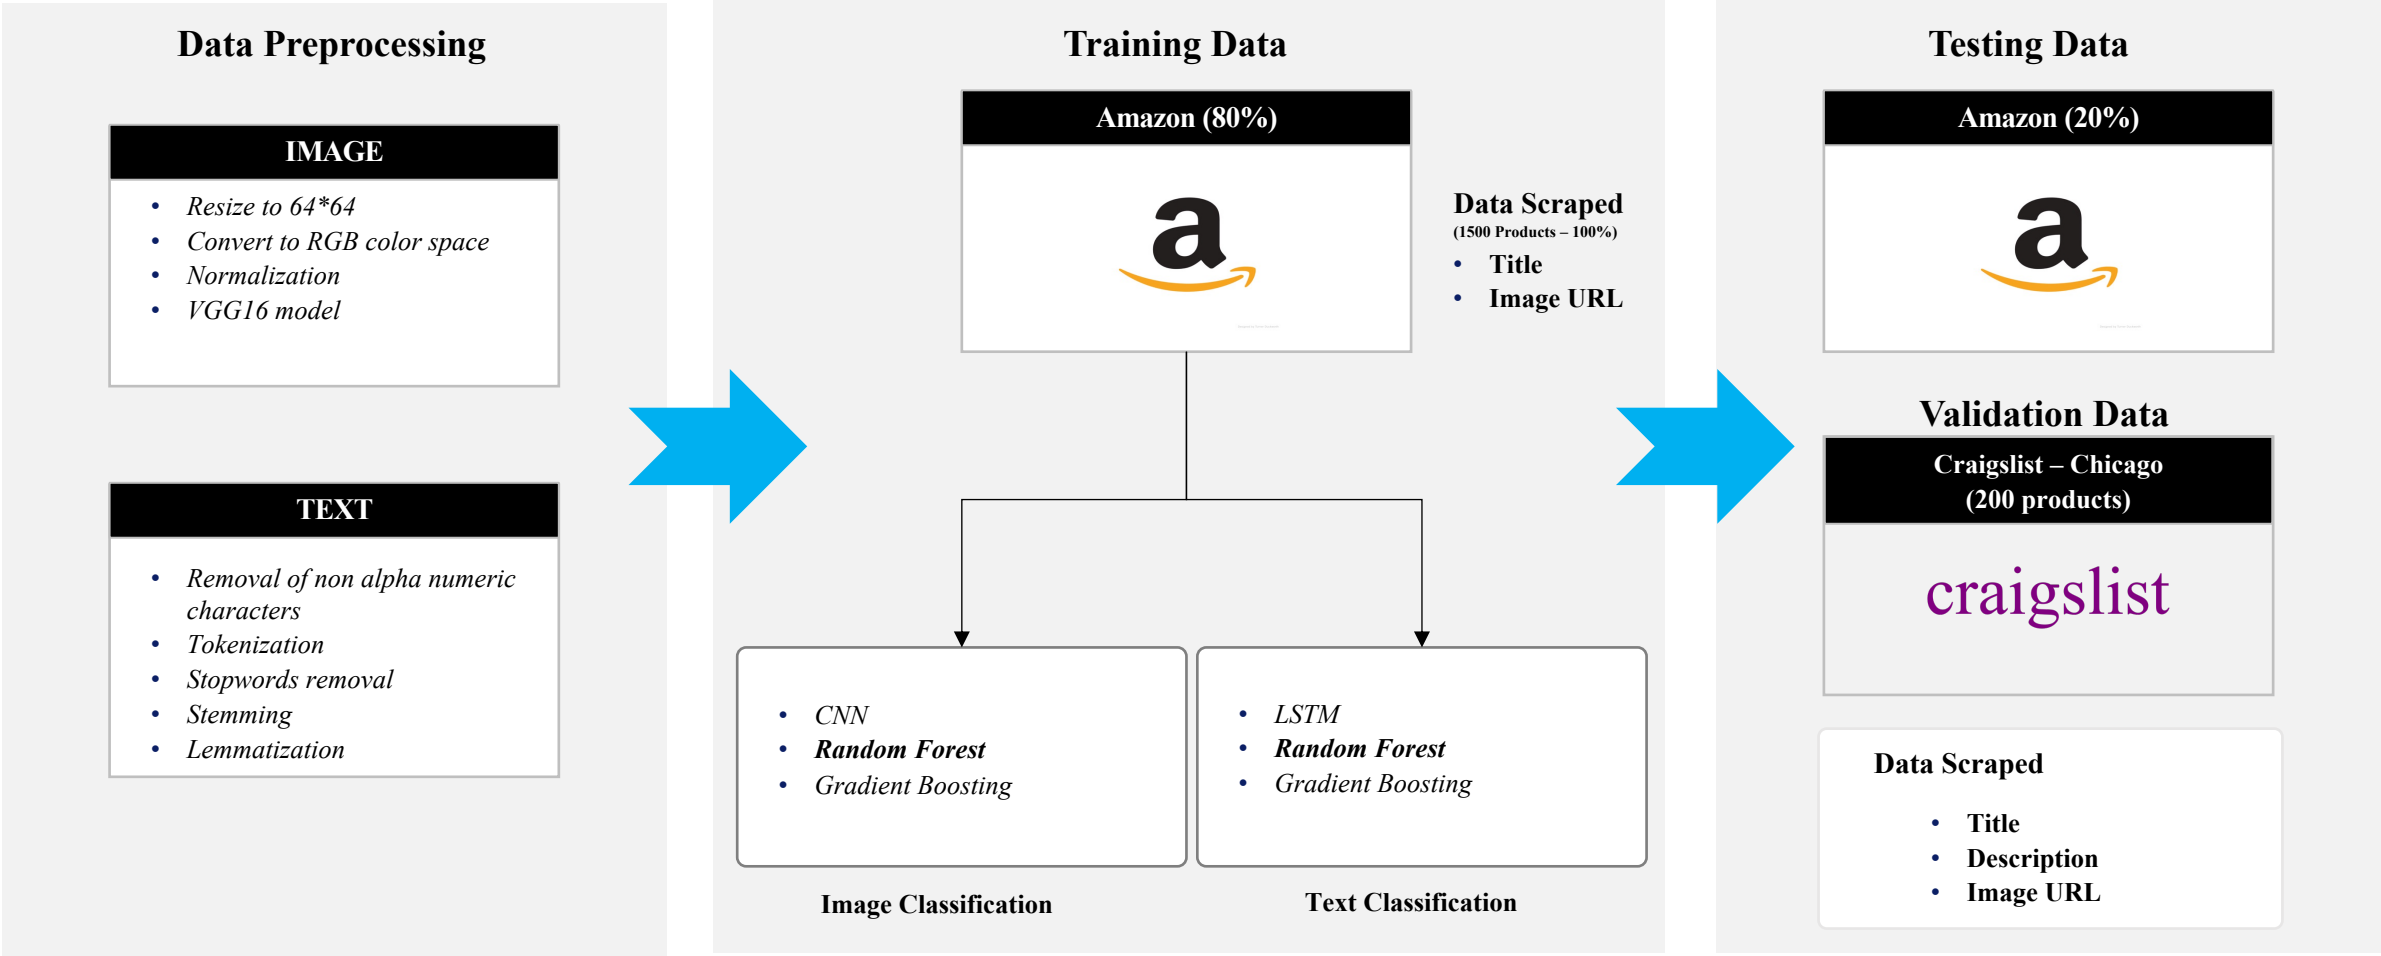 Data Preprocessing
IMAGE
Resize to 64*64
Convert to RGB color space
Normalization
VGG16 model
TEXT
Removal of non alpha numeric
characters
Tokenization
Stopwords removal
Stemming
Lemmatization
Training Data
Amazon (80%)
a
Data Scraped
(1500 Products – 100%)
Title
Image URL
CNN
Random Forest
Gradient Boosting
Image Classification
LSTM
Random Forest
Gradient Boosting
Text Classification
Testing Data
Amazon (20%)
a
Validation Data
Craigslist – Chicago
(200 products)
craigslist
Data Scraped
Title
Description
Image URL